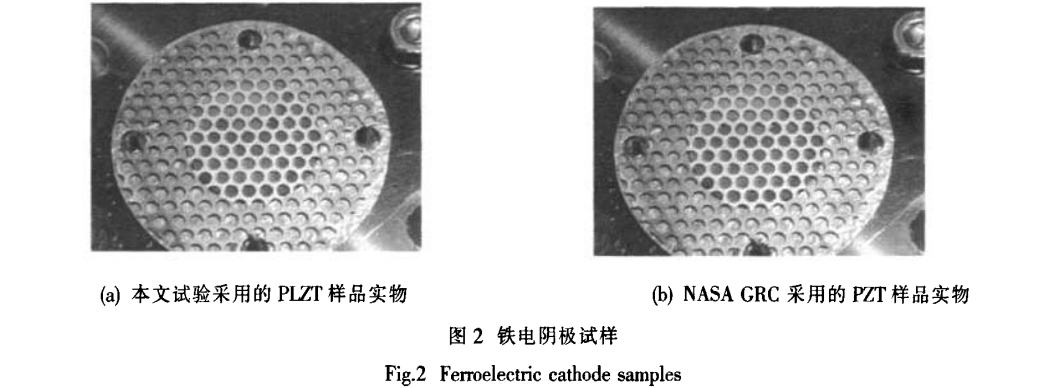 (a) 本文试验采用的 PLZT 样品实物
(b) NASA GRC 采用的 PZT 样品实物
图 2 铁电阴极试样
Fig.2 Ferroelectric cathode samples